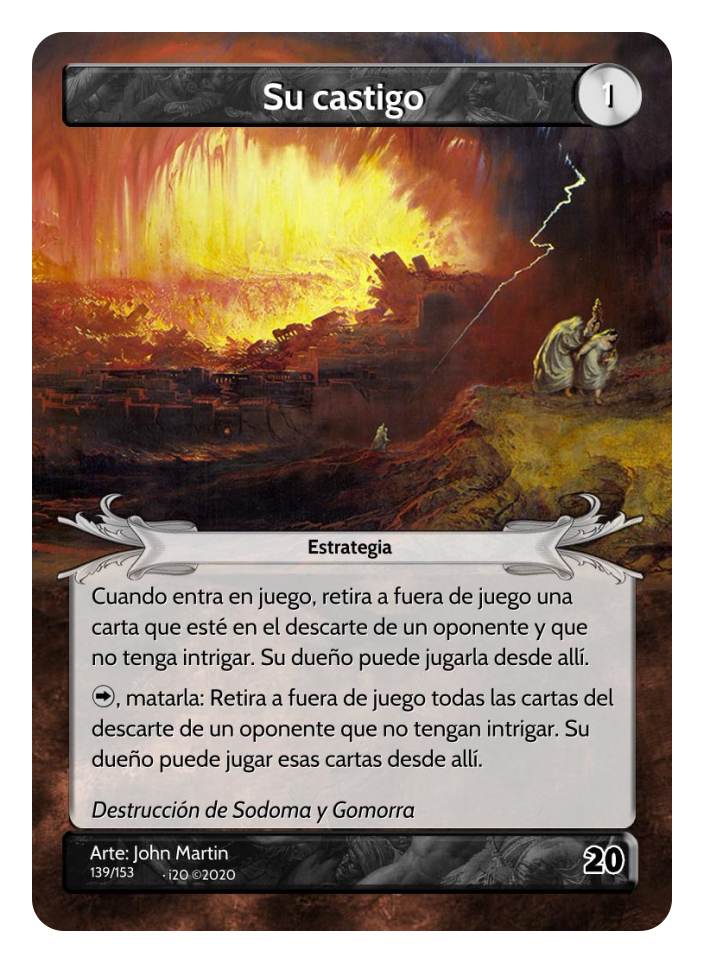 Su castigo
1
Estrategia
Cuando entra en juego, retira a fuera de juego una
carta que esté en el descarte de un oponente y que
no tenga intrigar. Su dueño puede jugarla desde allí.
➡, matarla: Retira a fuera de juego todas las cartas del
descarte de un oponente que no tengan intrigar. Su
dueño puede jugar esas cartas desde allí.
Destrucción de Sodoma y Gomorra
Arte: John Martin
20
139/153 · i20 ©2020